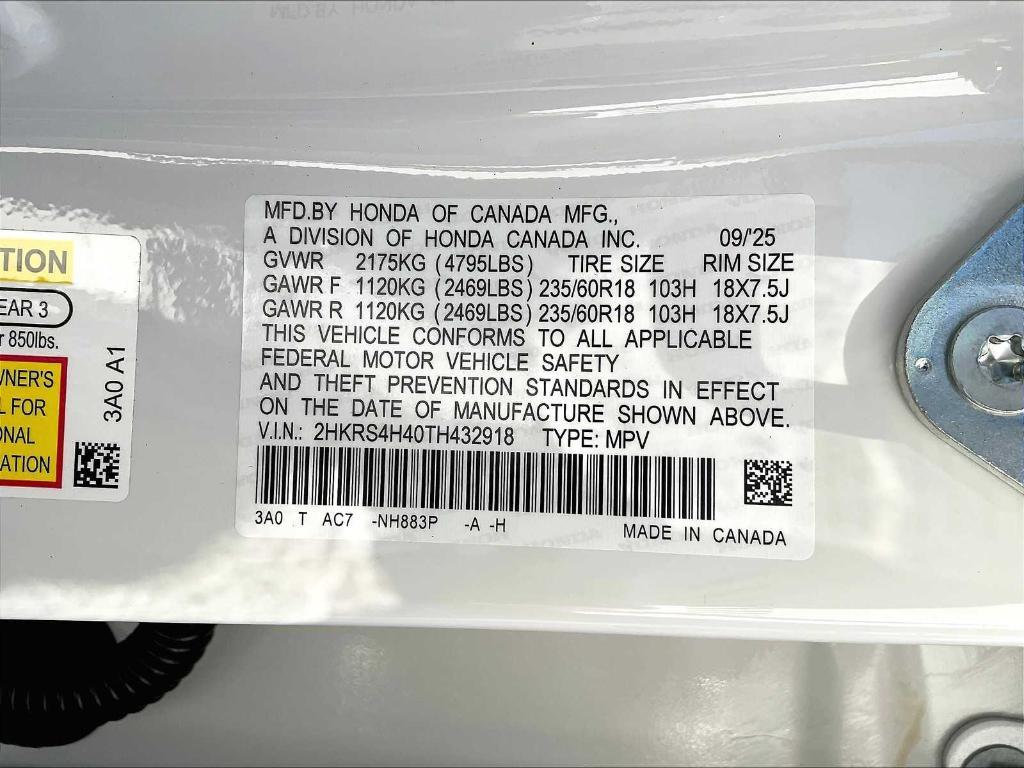 MFD.BY HONDA OF CANADA MFG.,
A DIVISION OF HONDA CANADA INC. 09/'25
GVWR 2175KG (4795LBS) TIRE SIZE RIM SIZE
GAWR F 1120KG (2469LBS) 235/60R18 103H 18X7.5J
GAWR R 1120KG (2469LBS) 235/60R18 103H 18X7.5J
THIS VEHICLE CONFORMS TO ALL APPLICABLE
FEDERAL MOTOR VEHICLE SAFETY
AND THEFT PREVENTION STANDARDS IN EFFECT
ON THE DATE OF MANUFACTURE SHOWN ABOVE.
V.I.N.: 2HKRS4H40TH432918 TYPE: MPV
3A0 T AC7 -NH883P -A -H MADE IN CANADA
TION
EAR 3
r 850lbs.
WNER'S
L FOR
ONAL
ATION
3A0 A1